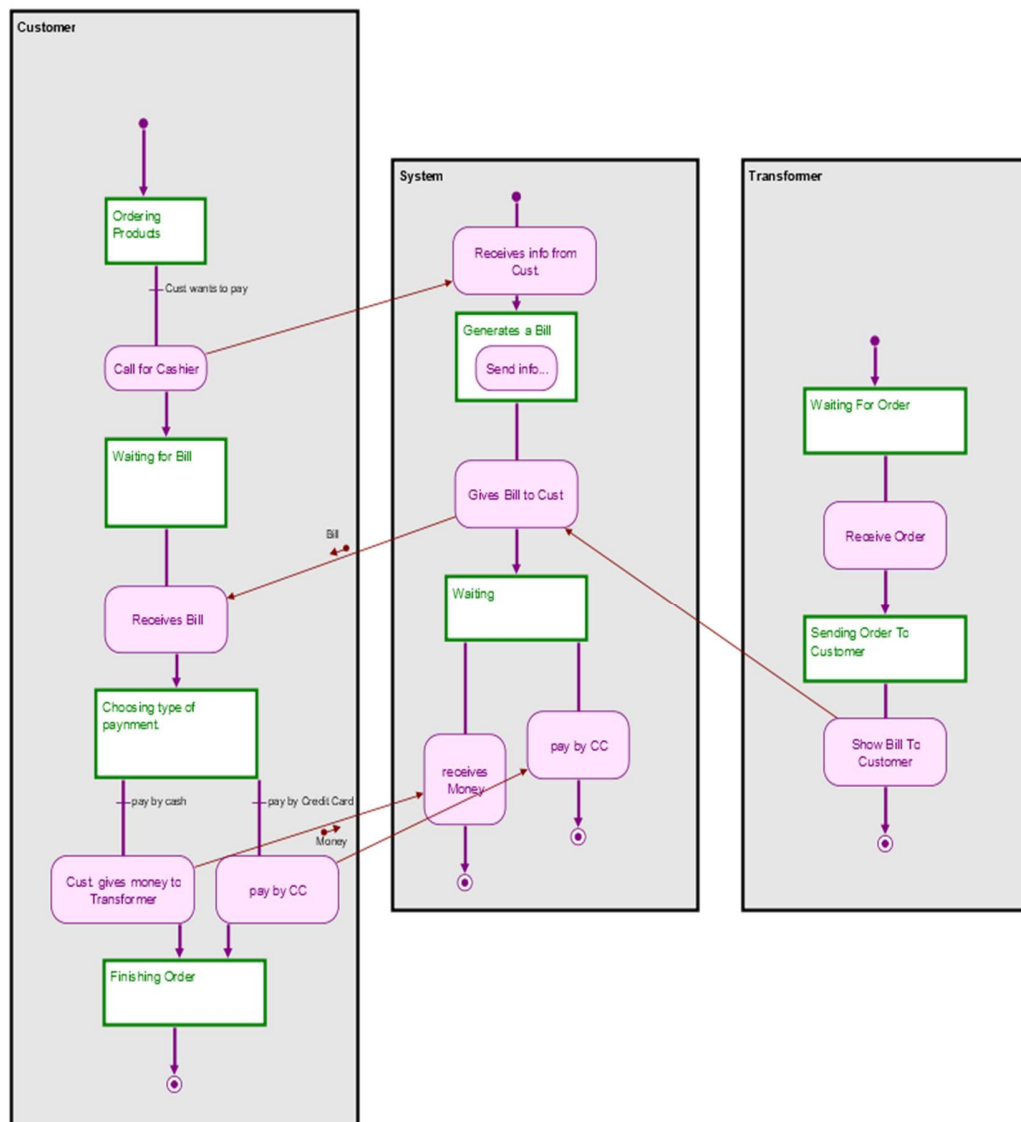 Customer
Ordering
Products
Cust wants to pay
Call for Cashier
Waiting for Bill
Bill
Receives Bill
Choosing type of
paynment.
pay by cash
pay by Credit Card
Money
Cust. gives money to
Transformer
pay by CC
Finishing Order
System
Receives info from
Cust.
Generates a Bill
Send info...
Gives Bill to Cust
Waiting
receives
Money
pay by CC
Transformer
Waiting For Order
Receive Order
Sending Order To
Customer
Show Bill To
Customer